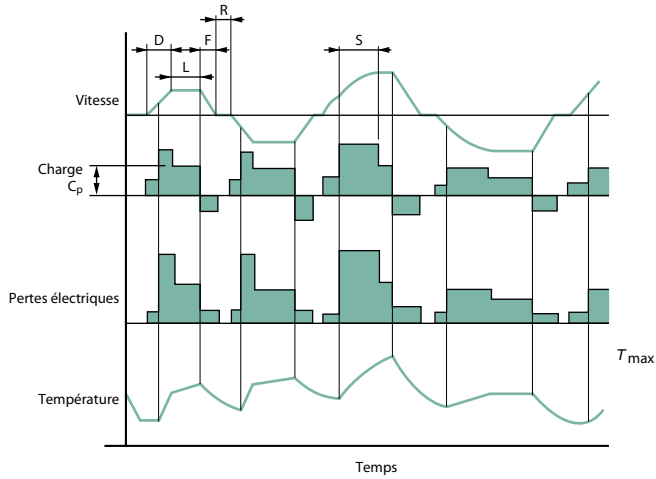 R
D
F
S
L
Vitesse
Charge
Cp
Pertes électriques
Tmax
Température
Temps